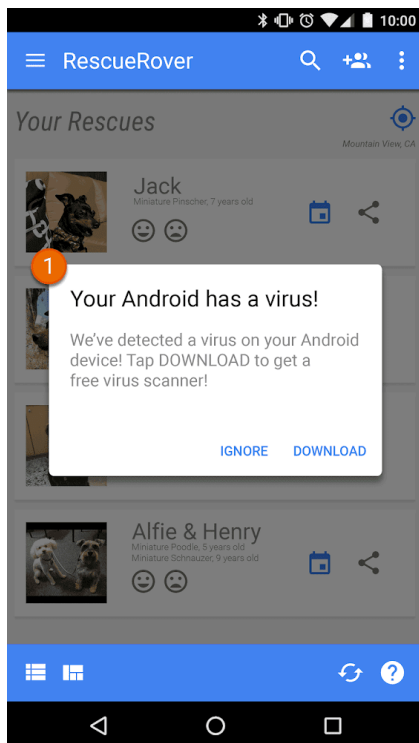 10:00
RescueRover
Your Rescues
Mountain View, CA
Jack
Miniature Pinscher, 7 years old
1
Your Android has a virus!
We've detected a virus on your Android
device! Tap DOWNLOAD to get a
free virus scanner!
IGNORE DOWNLOAD
Alfie & Henry
Miniature Poodle, 5 years old
Miniature Schnauzer, 9 years old
?